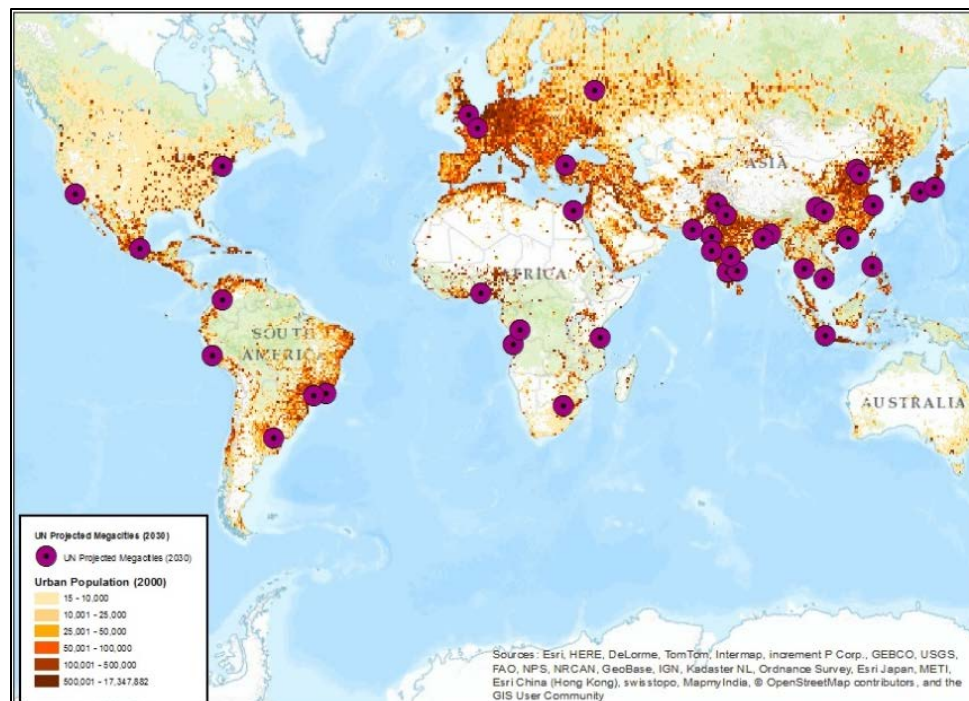 ASIA
AFRICA
SOUTH
AMERICA
AUSTRALIA
UN Projected Megacities (2030)
UN Projected Megacities (2030)
Urban Population (2000)
15 - 10,000
10,001 - 25,000
25,001 - 50,000
50,001 - 100,000
100,001 - 500,000
500,001 - 17,347,882
Sources: Esri, HERE, DeLorme, TomTom, Intermap, increment P Corp., GEBCO, USGS,
FAO, NPS, NRCAN, GeoBase, IGN, Kadaster NL, Ordnance Survey, Esri Japan, METI,
Esri China (Hong Kong), swisstopo, MapmyIndia, © OpenStreetMap contributors, and the
GIS User Community